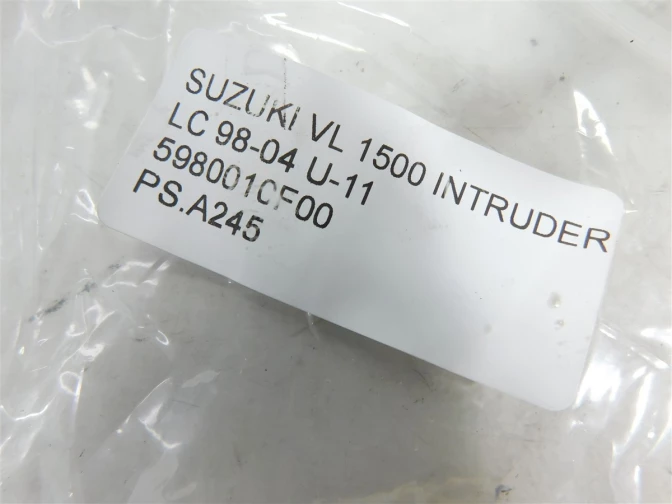 SUZUKI VL 1500 INTRUDER
LC 98-04 U-11
5980010F00
PS.A245